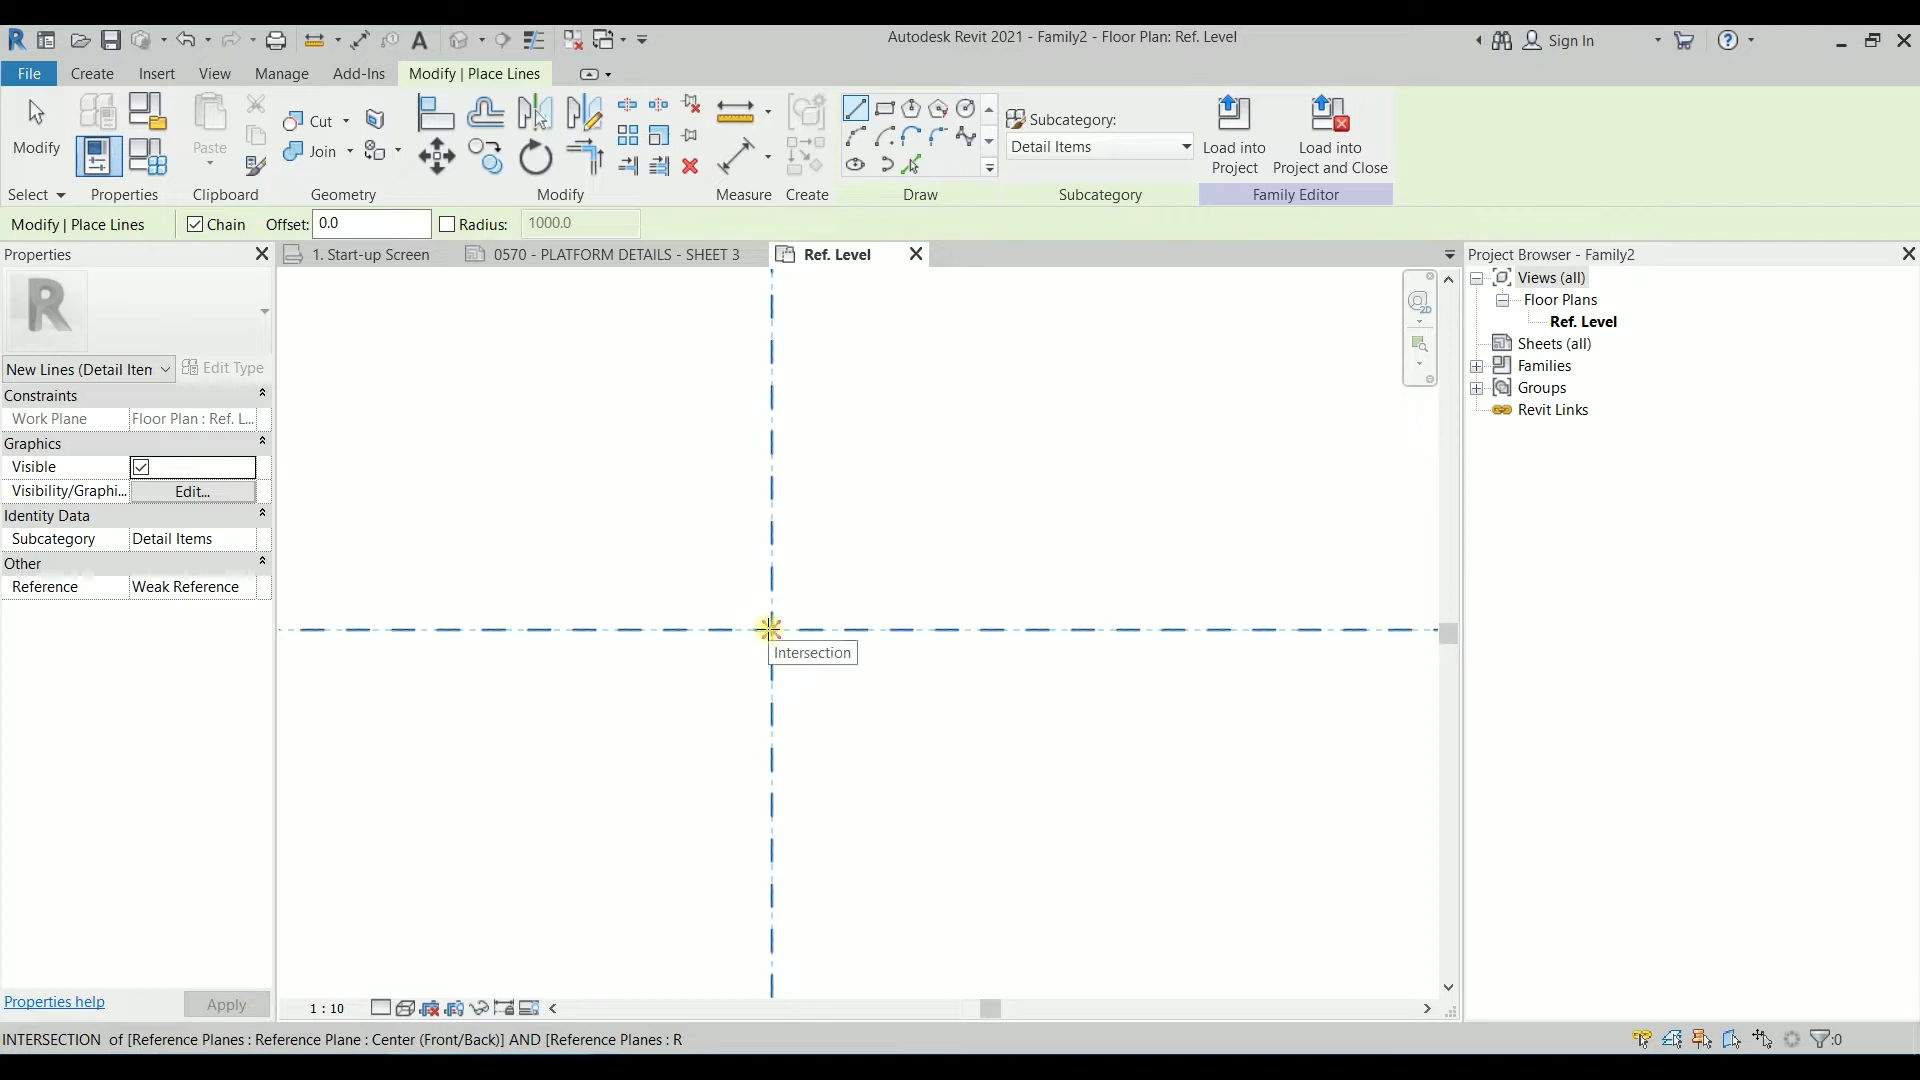 Autodesk Revit 2021 - Family2 - Floor Plan: Ref. Level
Sign In
File
Create
Insert
View
Manage
Add-Ins
Modify | Place Lines
Modify
Paste
Cut
Join
Subcategory:
Detail Items
Load into
Project
Load into
Project and Close
Select
Properties
Clipboard
Geometry
Modify
Measure
Create
Draw
Subcategory
Family Editor
Modify | Place Lines
Chain
Offset:
0.0
Radius:
1000.0
Properties
1. Start-up Screen
0570 - PLATFORM DETAILS - SHEET 3
Ref. Level
Project Browser - Family2
R
New Lines (Detail Iten
Edit Type
Constraints
Work Plane
Floor Plan : Ref. L...
Graphics
Visible
Visibility/Graphi...
Edit...
Identity Data
Subcategory
Detail Items
Other
Reference
Weak Reference
2D
Views (all)
Floor Plans
Ref. Level
Sheets (all)
Families
Groups
Revit Links
Intersection
Properties help
Apply
1 : 10
INTERSECTION of [Reference Planes : Reference Plane : Center (Front/Back)] AND [Reference Planes : R
:0